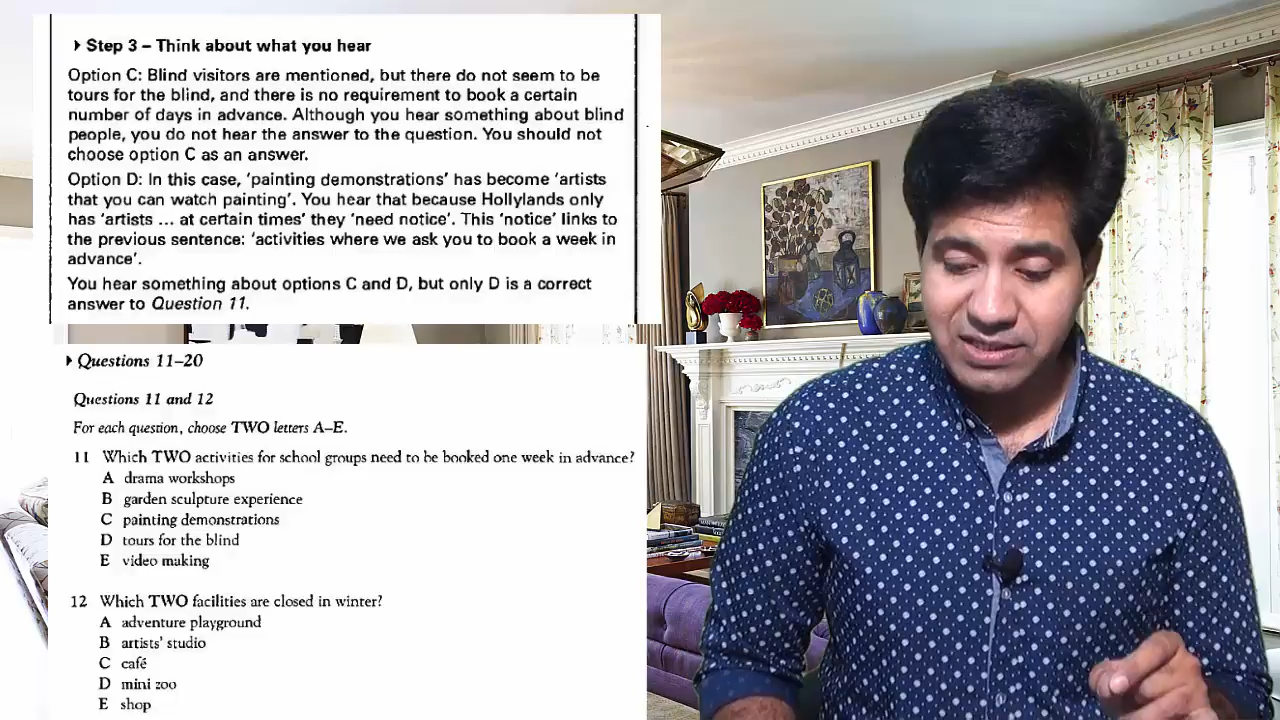 Step 3 – Think about what you hear
Option C: Blind visitors are mentioned, but there do not seem to be
tours for the blind, and there is no requirement to book a certain
number of days in advance. Although you hear something about blind
people, you do not hear the answer to the question. You should not
choose option C as an answer.
Option D: In this case, 'painting demonstrations' has become 'artists
that you can watch painting'. You hear that because Hollylands only
has 'artists ... at certain times' they 'need notice'. This 'notice' links to
the previous sentence: 'activities where we ask you to book a week in
advance'.
You hear something about options C and D, but only D is a correct
answer to Question 11.
Questions 11–20
Questions 11 and 12
For each question, choose TWO letters A–E.
11 Which TWO activities for school groups need to be booked one week in advance?
A drama workshops
B garden sculpture experience
C painting demonstrations
D tours for the blind
E video making
12 Which TWO facilities are closed in winter?
A adventure playground
B artists' studio
C café
D mini zoo
E shop